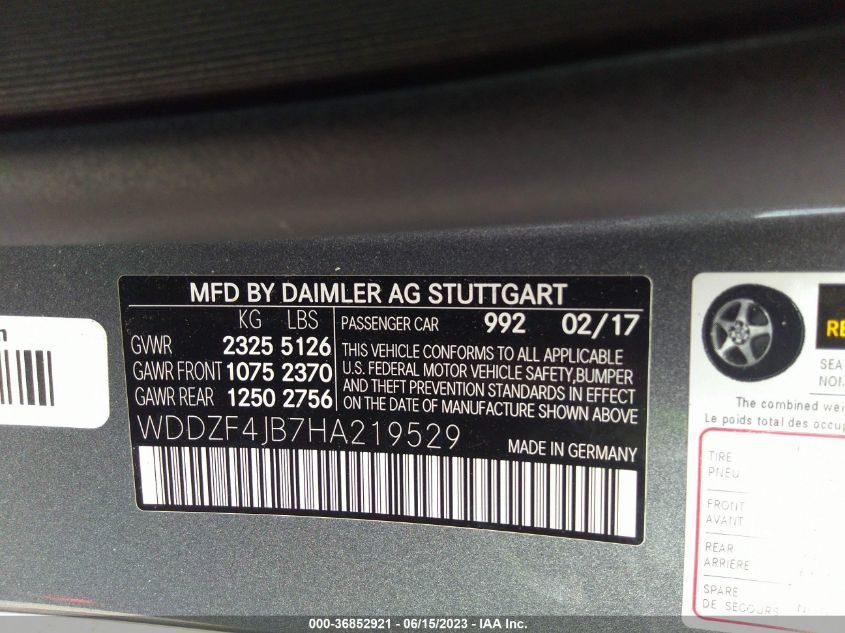 MFD BY DAIMLER AG STUTTGART
KG LBS
GVWR 2325 5126
GAWR FRONT 1075 2370
GAWR REAR 1250 2756
PASSENGER CAR 992 02/17
THIS VEHICLE CONFORMS TO ALL APPLICABLE
U.S. FEDERAL MOTOR VEHICLE SAFETY, BUMPER
AND THEFT PREVENTION STANDARDS IN EFFECT
ON THE DATE OF MANUFACTURE SHOWN ABOVE
WDDZF4JB7HA219529
MADE IN GERMANY
The combined
Le poids total des
TIRE
PNEU
FRONT
AVANT
REAR
ARRIÈRE
SPARE
DE SECOURS
000-36852921 - 06/15/2023 - IAA Inc.